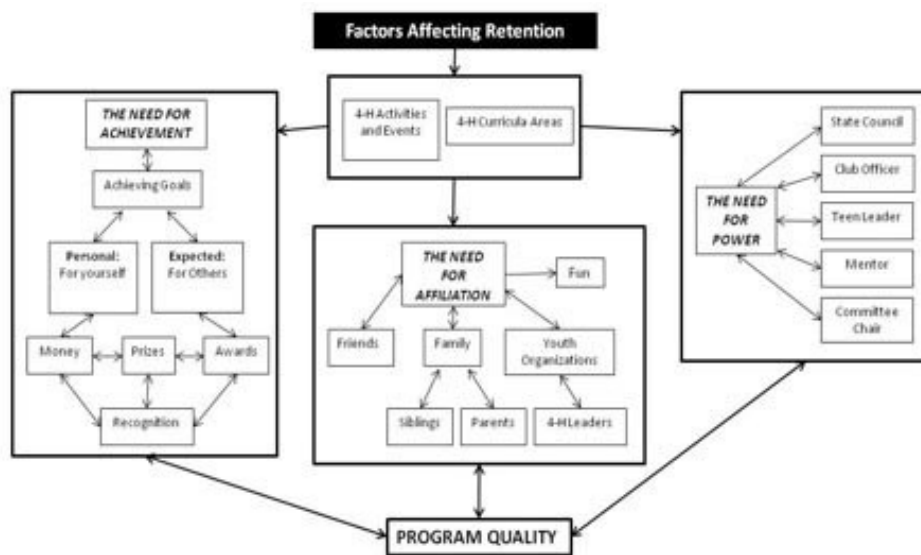 Factors Affecting Retention
4-H Activities
and Events
4-H Curricula Areas
THE NEED FOR
ACHIEVEMENT
Achieving Goals
Personal:
For yourself
Expected:
For Others
Money
Prizes
Awards
Recognition
THE NEED
FOR
AFFILIATION
Fun
Friends
Family
Youth
Organizations
Siblings
Parents
4-H Leaders
THE NEED
FOR
POWER
State Council
Club Officer
Teen Leader
Mentor
Committee
Chair
PROGRAM QUALITY